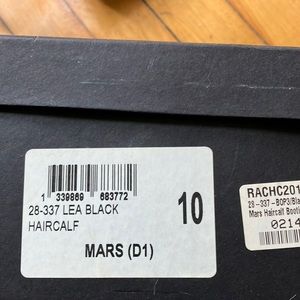 1 339869 683772
28-337 LEA BLACK
HAIRCALF
10
MARS (D1)
RACHC201
28-337-BOP3/Bla
Mars Haircalf Booti
0214